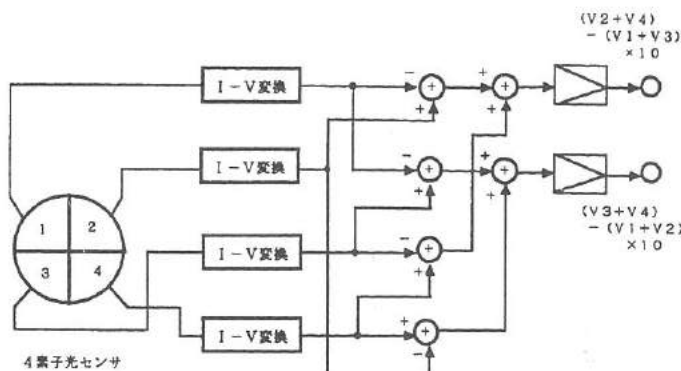 (V2+V4)
-(V1+V3)
×10
I-V変換
-
+
+
+
+
+
I-V変換
-
+
+
+
+
+
(V3+V4)
-(V1+V2)
×10
1
2
3
4
I-V変換
-
+
+
I-V変換
+
+
-
4素子光センサ